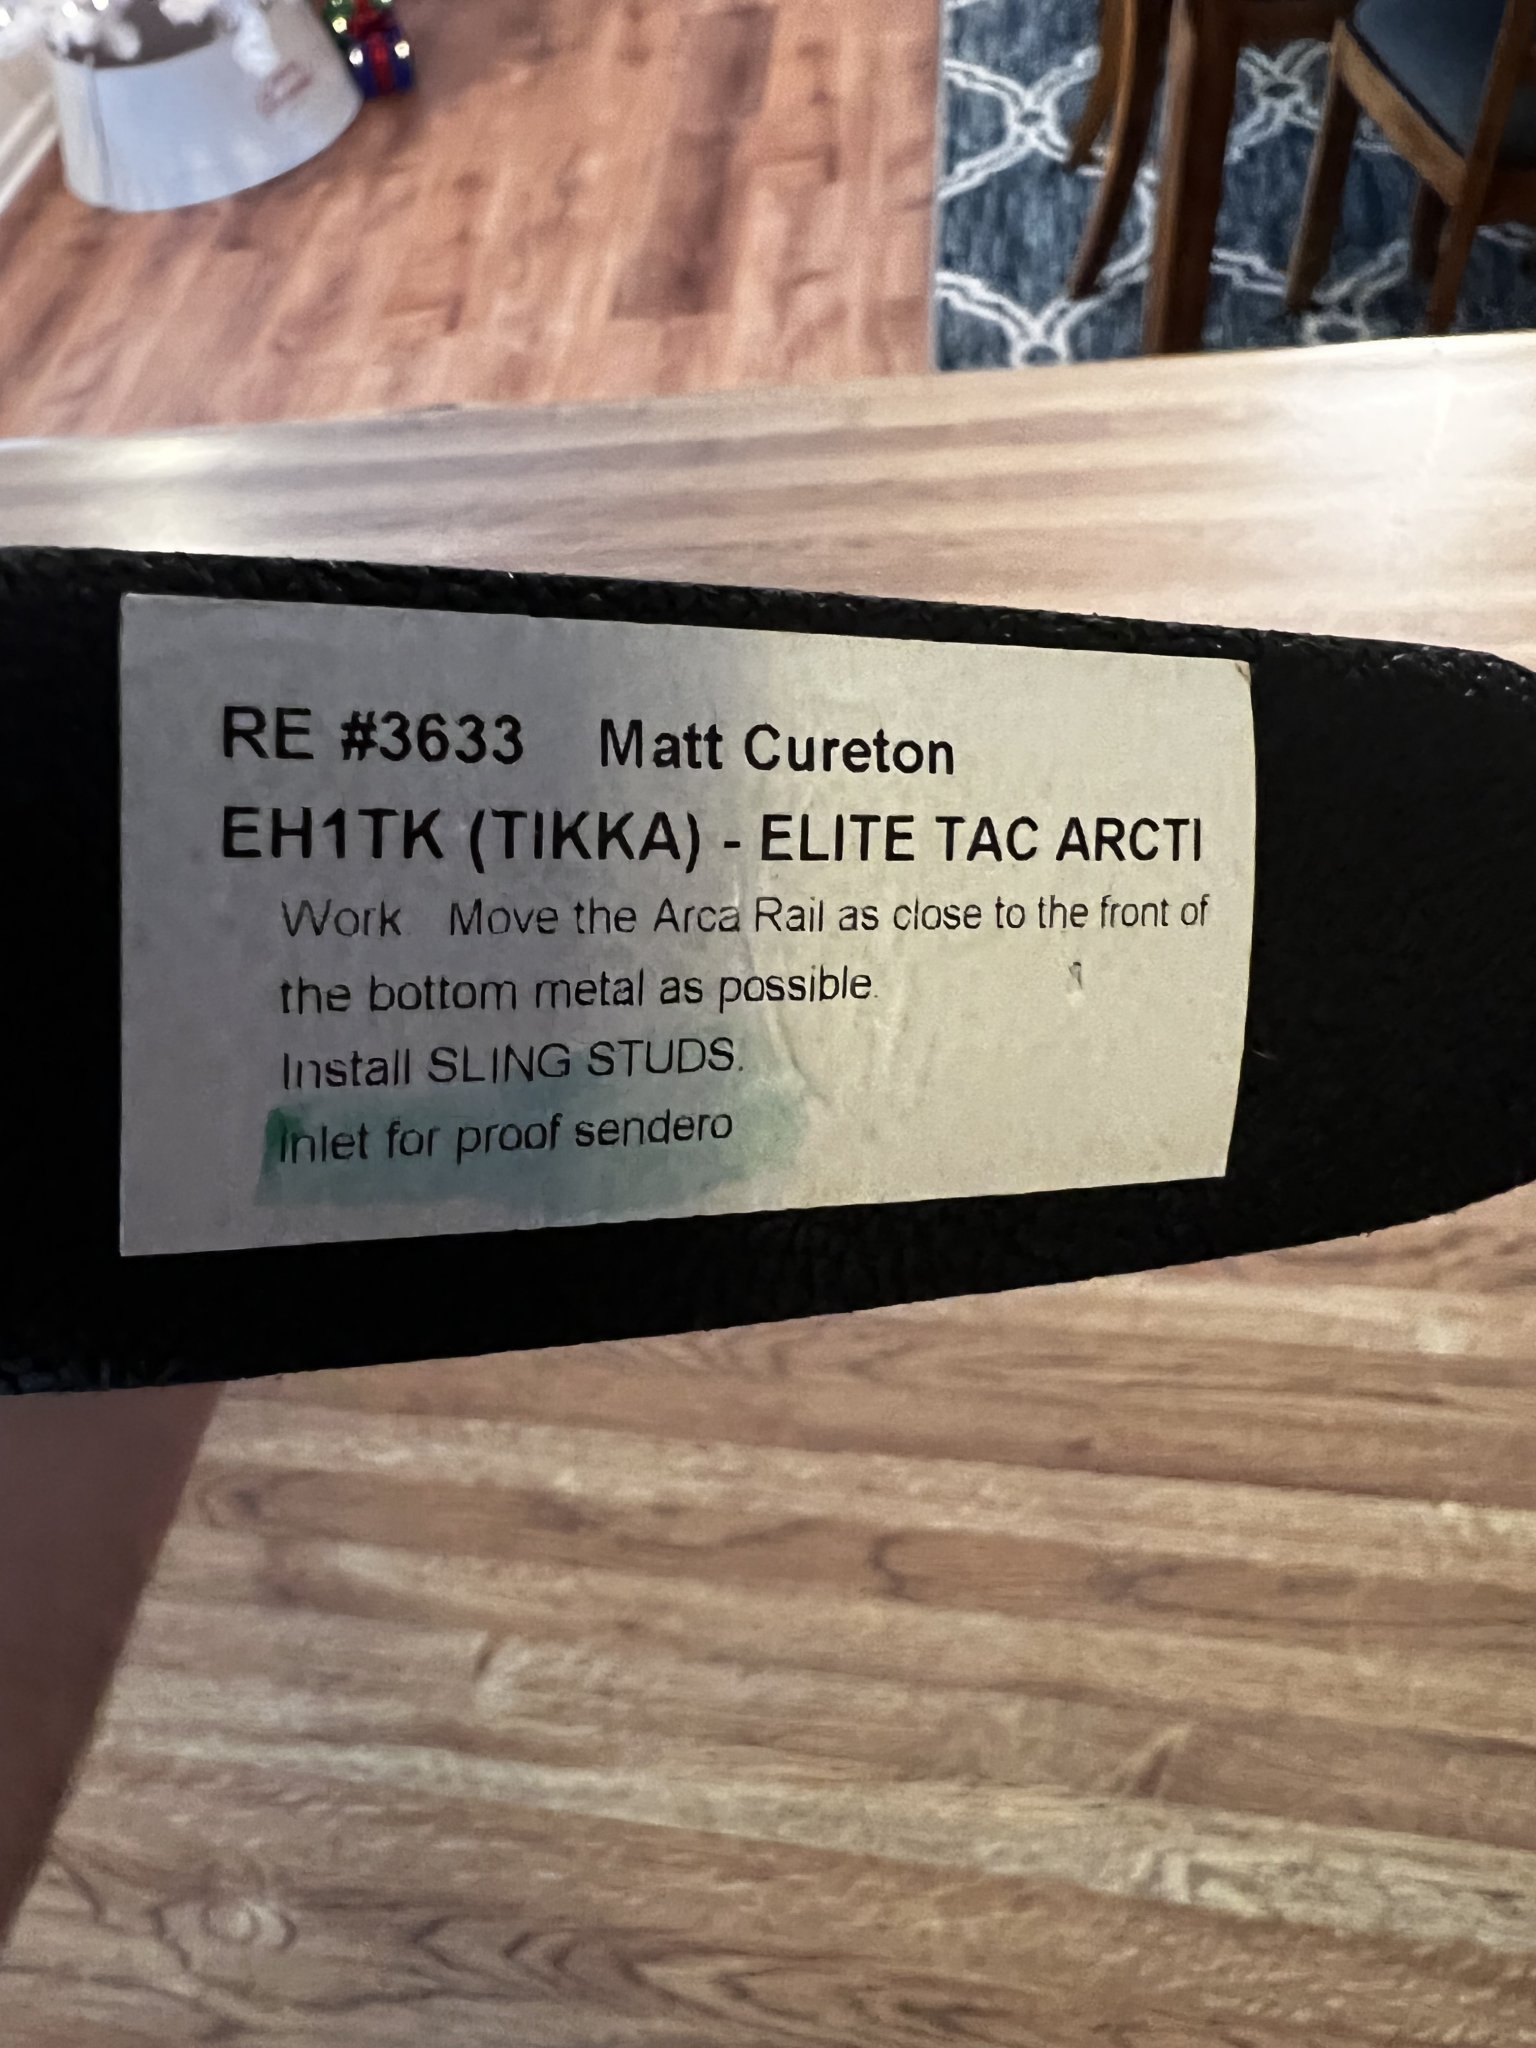 RE #3633 Matt Cureton
EH1TK (TIKKA) - ELITE TAC ARCTI
Work Move the Arca Rail as close to the front of
the bottom metal as possible.
Install SLING STUDS.
inlet for proof sendero